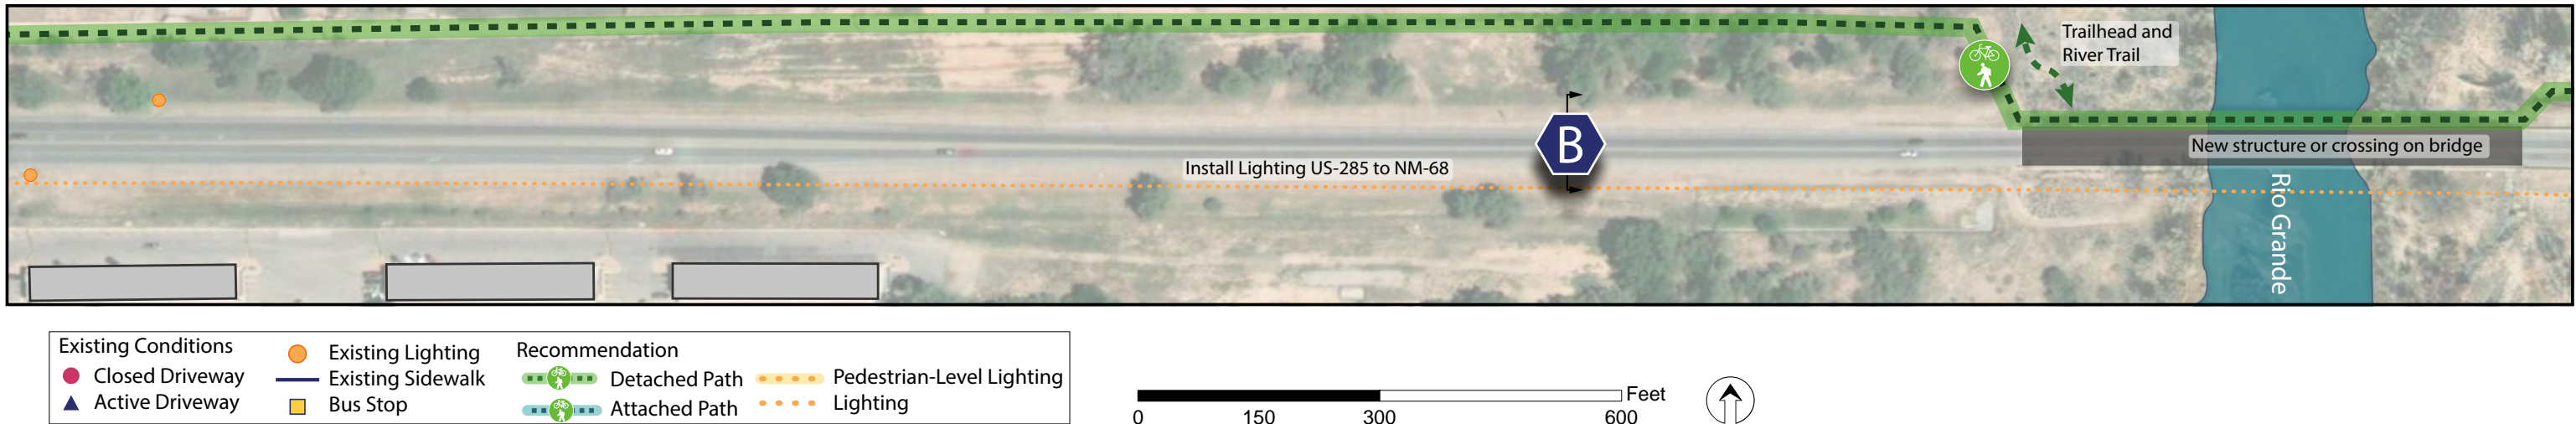 Trailhead and
River Trail
B
New structure or crossing on bridge
Install Lighting US-285 to NM-68
Rio Grande
Existing Conditions
Closed Driveway
Active Driveway
Existing Lighting
Existing Sidewalk
Bus Stop
Recommendation
Detached Path
Attached Path
Pedestrian-Level Lighting
Lighting
Feet
0 150 300 600